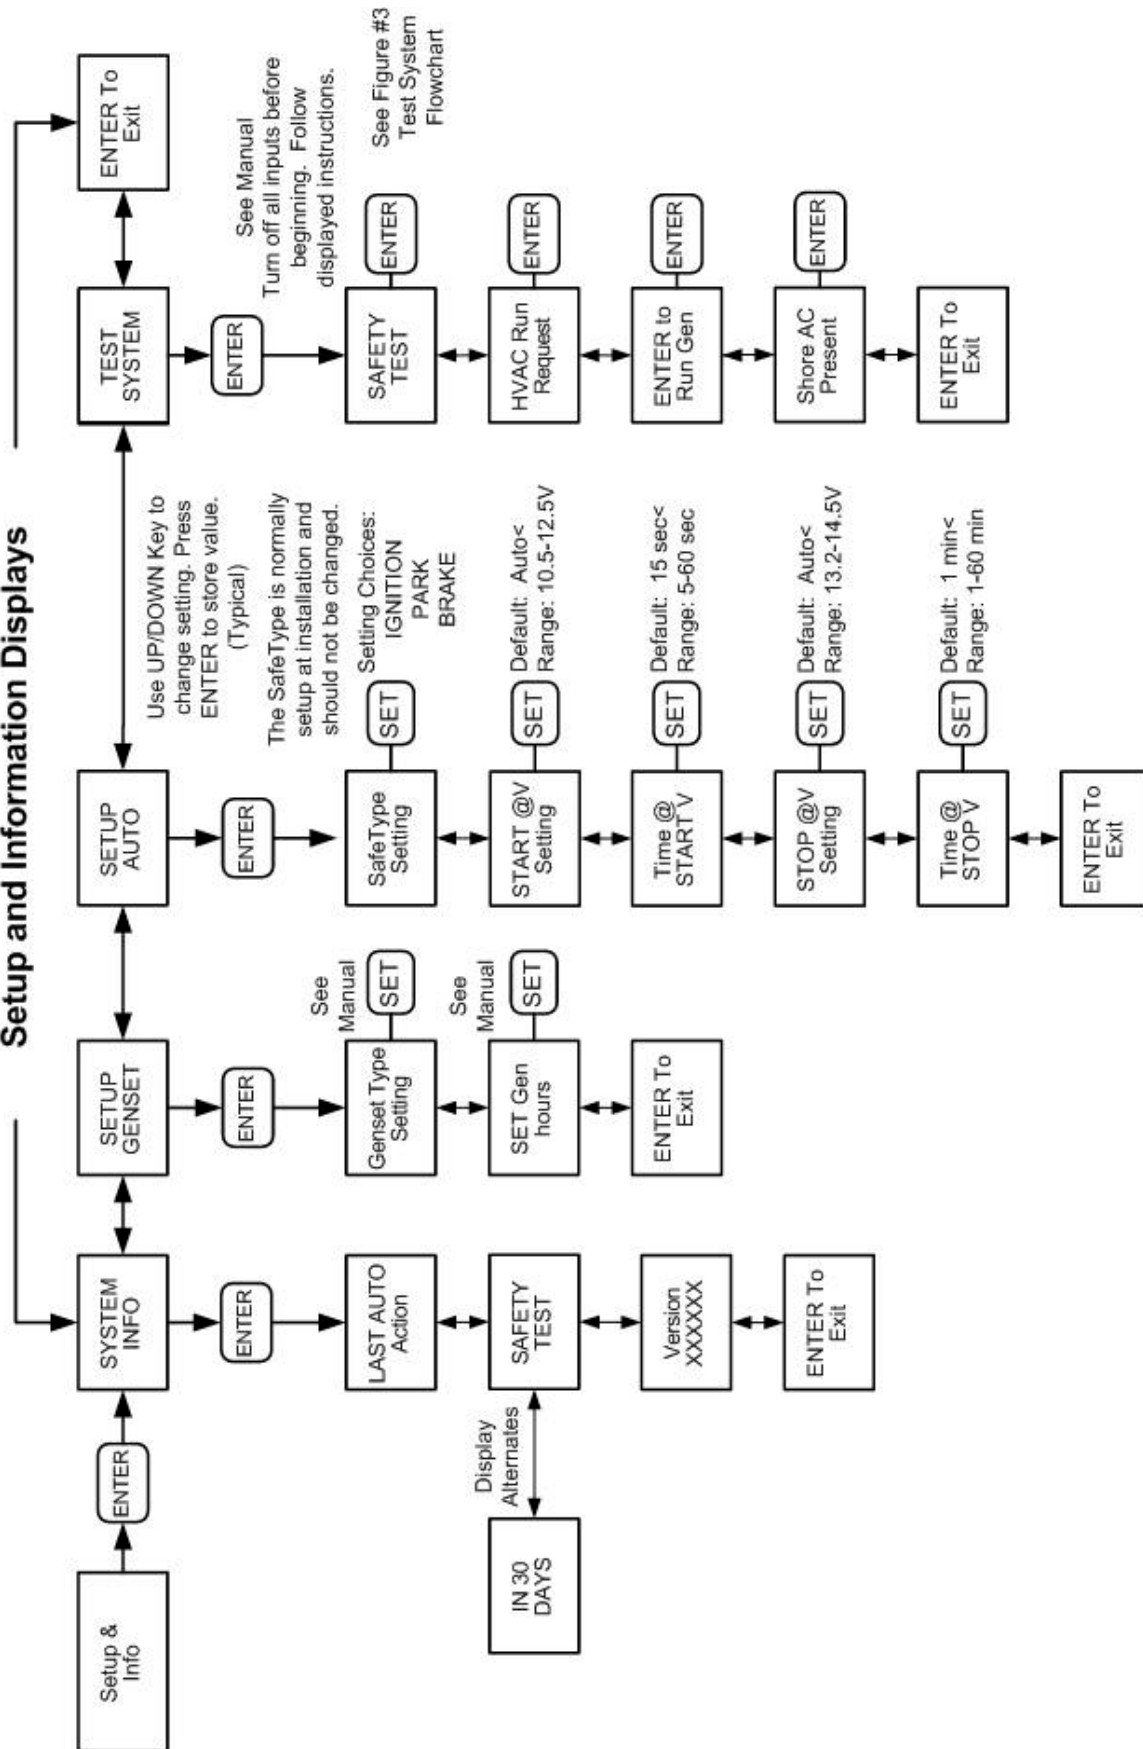 Setup and Information Displays
Setup &
Info
ENTER
SYSTEM
INFO
SETUP
GENSET
SETUP
AUTO
Use UP/DOWN Key to
change setting. Press
ENTER to store value.
(Typical)
TEST
SYSTEM
ENTER To
Exit
ENTER
LAST AUTO
Action
SAFETY
TEST
Display
Alternates
IN 30
DAYS
Version
XXXXXX
ENTER To
Exit
ENTER
Genset Type
Setting
SET
See
Manual
SET Gen
hours
SET
See
Manual
ENTER To
Exit
ENTER
The SafeType is normally
setup at installation and
should not be changed.
SafeType
Setting
SET
Setting Choices:
IGNITION
PARK
BRAKE
START @V
Setting
SET
Default: Auto<
Range: 10.5-12.5V
Time @
START V
SET
Default: 15 sec<
Range: 5-60 sec
STOP @V
Setting
SET
Default: Auto<
Range: 13.2-14.5V
Time @
STOP V
SET
Default: 1 min<
Range: 1-60 min
ENTER To
Exit
ENTER
See Manual
Turn off all inputs before
beginning. Follow
displayed instructions.
SAFETY
TEST
ENTER
See Figure #3
Test System
Flowchart
HVAC Run
Request
ENTER
ENTER to
Run Gen
ENTER
Shore AC
Present
ENTER
ENTER To
Exit